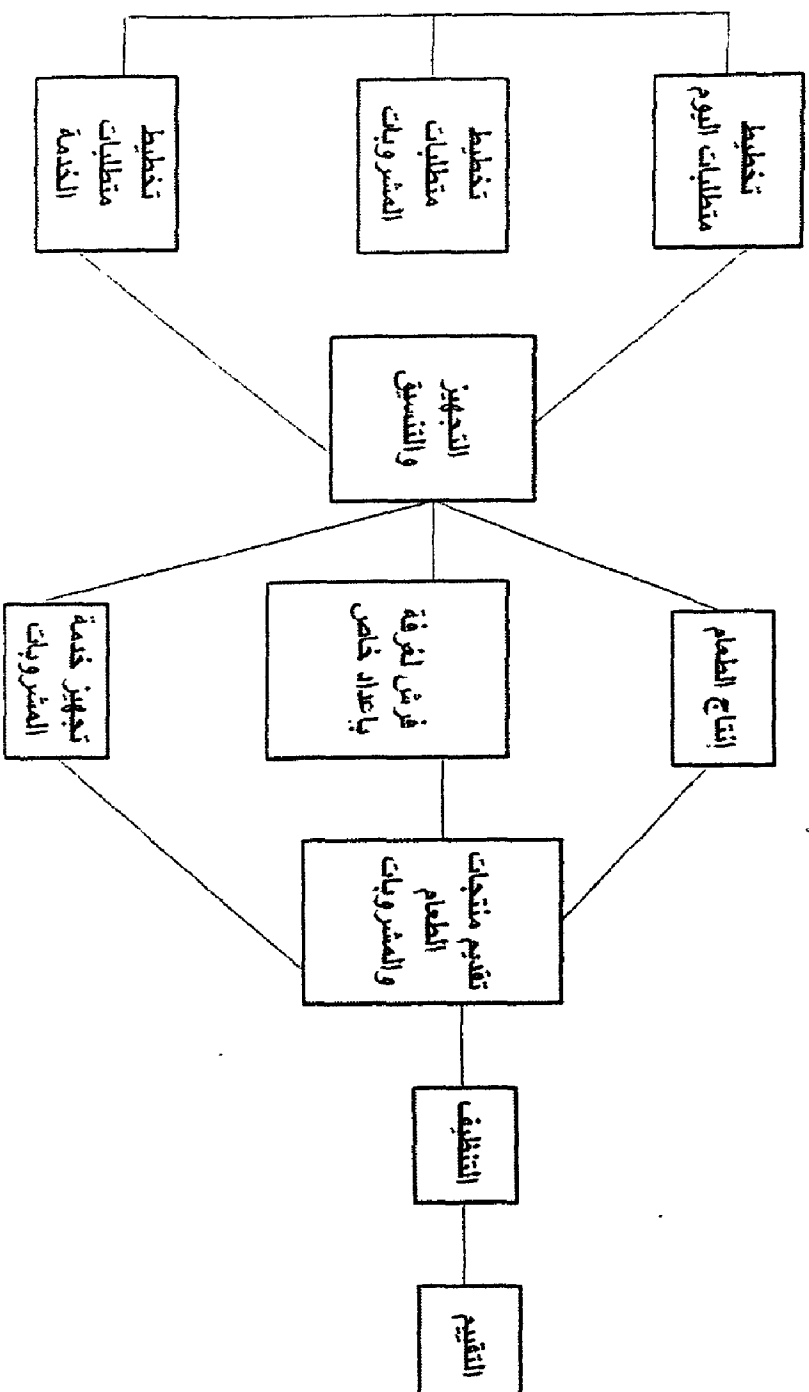 تخطيط
متطلبات اليوم
تخطيط
متطلبات
المشروبات
تخطيط
متطلبات
الخدمة
التجهيز
والتنسيق
إنتاج الطعام
فرش لغرفة
بإعداد خاص
تجهيز خدمة
المشروبات
تقديم منتجات
الطعام
والمشروبات
التنظيف
التقييم